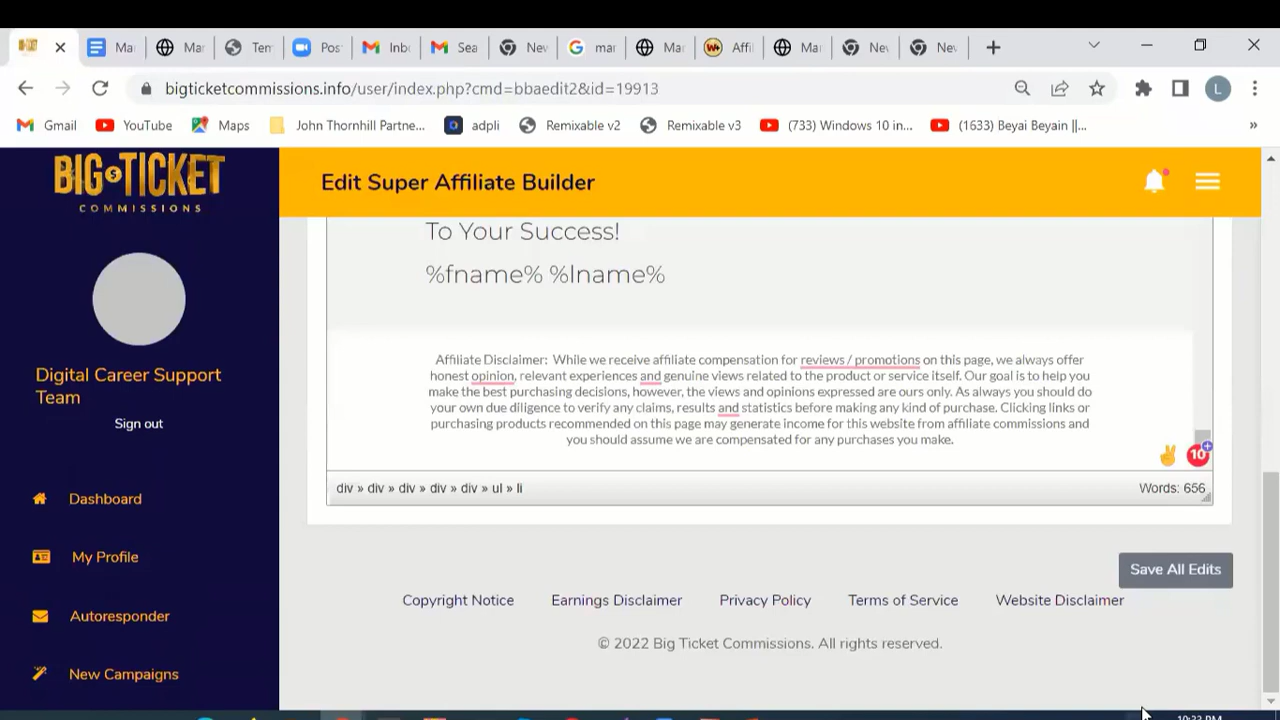 Ma
Mar
Ten
Pos
Inb
Sea
Nev
mar
Ma
Affi
Ma
Nev
Nev
bigticketcommissions.info/user/index.php?cmd=bbaedit2&id=19913
L
Gmail
YouTube
Maps
John Thornhill Partne...
adpli
Remixable v2
Remixable v3
(733) Windows 10 in...
(1633) Beyai Beyain ||...
»
BIG TICKET
COMMISSIONS
Edit Super Affiliate Builder
To Your Success!
%fname% %lname%
Affiliate Disclaimer: While we receive affiliate compensation for reviews / promotions on this page, we always offer
honest opinion, relevant experiences and genuine views related to the product or service itself. Our goal is to help you
make the best purchasing decisions, however, the views and opinions expressed are ours only. As always you should do
your own due diligence to verify any claims, results and statistics before making any kind of purchase. Clicking links or
purchasing products recommended on this page may generate income for this website from affiliate commissions and
you should assume we are compensated for any purchases you make.
10
div » div » div » div » div » ul » li
Words: 656
Digital Career Support
Team
Sign out
Dashboard
My Profile
Autoresponder
New Campaigns
Save All Edits
Copyright Notice
Earnings Disclaimer
Privacy Policy
Terms of Service
Website Disclaimer
© 2022 Big Ticket Commissions. All rights reserved.